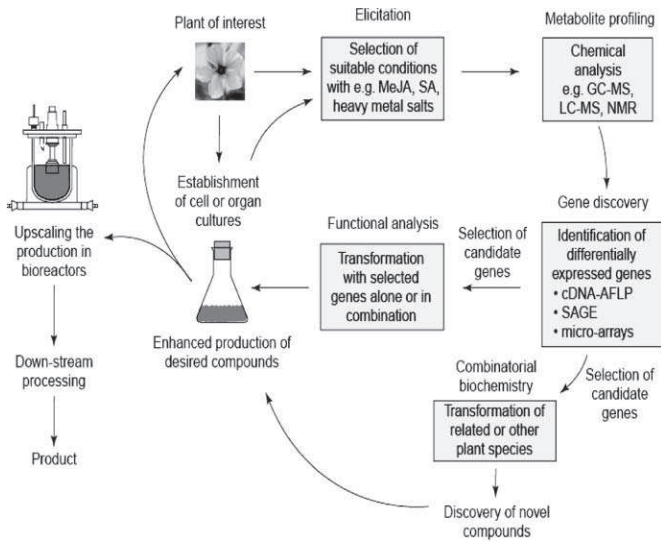 Plant of interest
Elicitation
Selection of
suitable conditions
with e.g. MeJA, SA,
heavy metal salts
Metabolite profiling
Chemical
analysis
e.g. GC-MS,
LC-MS, NMR
Establishment
of cell or organ
cultures
Gene discovery
Identification of
differentially
expressed genes
• cDNA-AFLP
• SAGE
• micro-arrays
Selection of
candidate
genes
Functional analysis
Transformation
with selected
genes alone or in
combination
Enhanced production of
desired compounds
Upscaling the
production in
bioreactors
Down-stream
processing
Product
Selection of
candidate
genes
Combinatorial
biochemistry
Transformation of
related or other
plant species
Discovery of novel
compounds